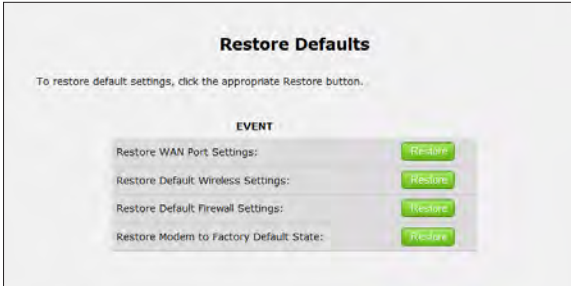 Restore Defaults
To restore default settings, click the appropriate Restore button.
EVENT
Restore WAN Port Settings: Restore
Restore Default Wireless Settings: Restore
Restore Default Firewall Settings: Restore
Restore Modem to Factory Default State: Restore